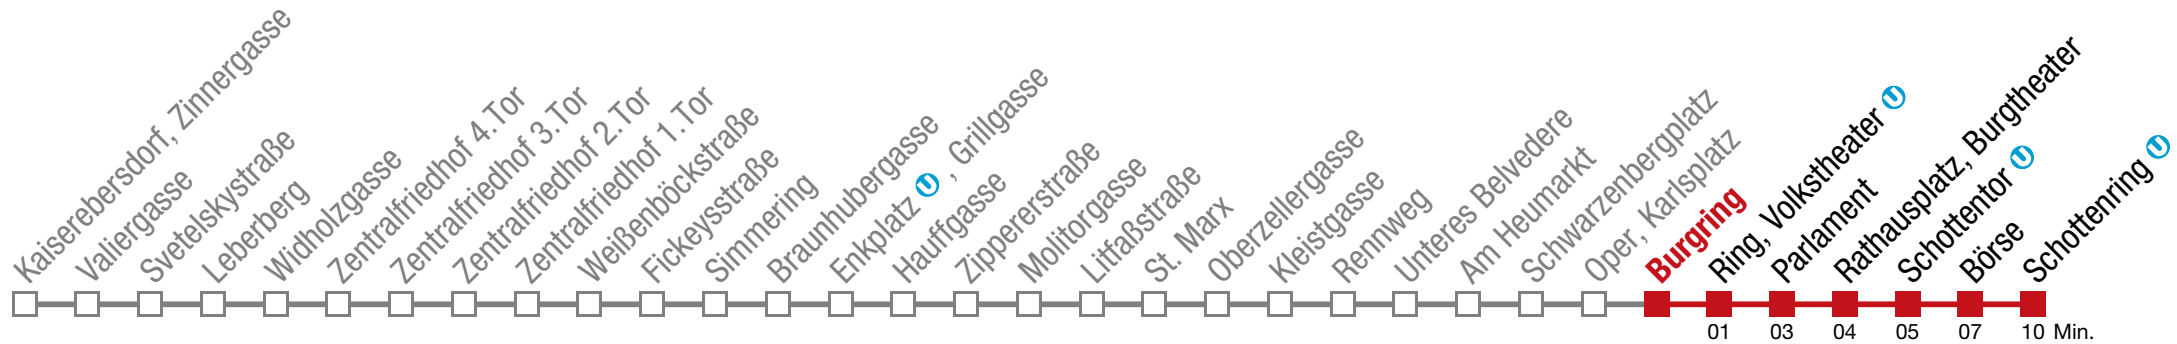 Kaiserebersdorf, Zinnergasse
Valiergasse
Svetelskystraße
Leberberg
Widholzgasse
Zentralfriedhof 4.Tor
Zentralfriedhof 3.Tor
Zentralfriedhof 2.Tor
Zentralfriedhof 1.Tor
Weißenböckstraße
Fickeysstraße
Simmering
Braunhubergasse
Enkplatz U, Grillgasse
Hauffgasse
Zippererstraße
Molitorgasse
Litfaßstraße
St. Marx
Oberzellergasse
Kleistgasse
Rennweg
Unteres Belvedere
Am Heumarkt
Schwarzenbergplatz
Oper, Karlsplatz
Burgring
Ring, Volkstheater U
Parlament
Rathausplatz, Burgtheater
Schottentor U
Börse
Schottenring U
01 03 04 05 07 10 Min.